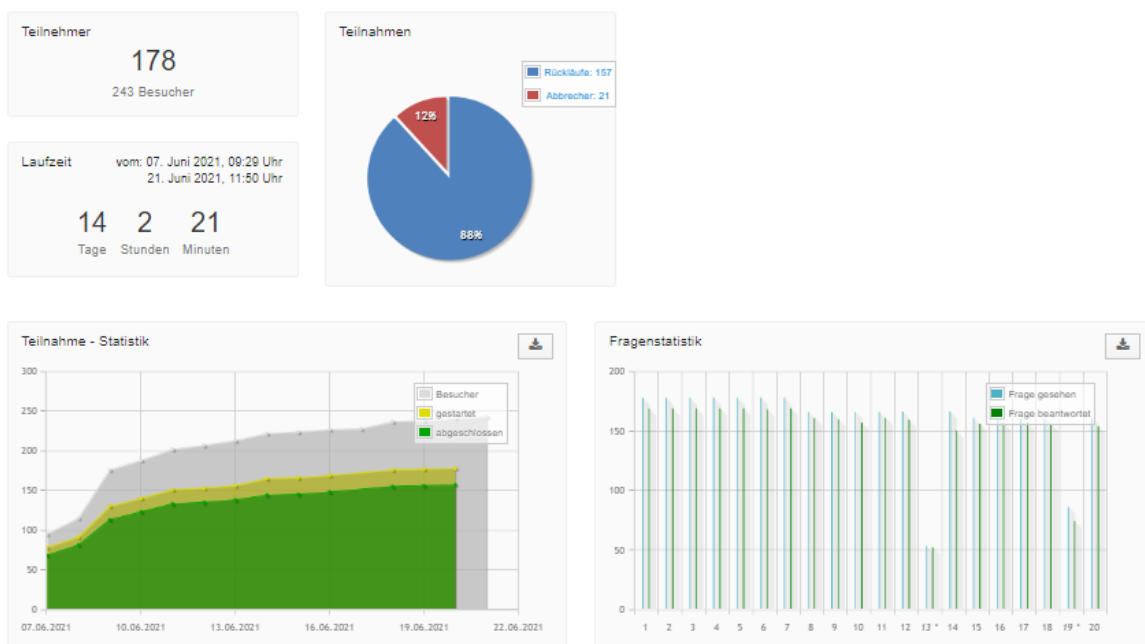 Teilnehmer
178
243 Besucher
Laufzeit
vom: 07. Juni 2021, 09:29 Uhr
21. Juni 2021, 11:50 Uhr
14 2 21
Tage Stunden Minuten
Teilnahmen
Rückläufe: 157
Abbrecher: 21
12%
88%
Teilnahme - Statistik
300
250
200
150
100
50
0
Besucher
gestartet
abgeschlossen
07.06.2021 10.06.2021 13.06.2021 16.06.2021 19.06.2021 22.06.2021
Fragenstatistik
200
150
100
50
0
Frage gesehen
Frage beantwortet
1 2 3 4 5 6 7 8 9 10 11 12 13 * 14 15 16 17 18 19 * 20